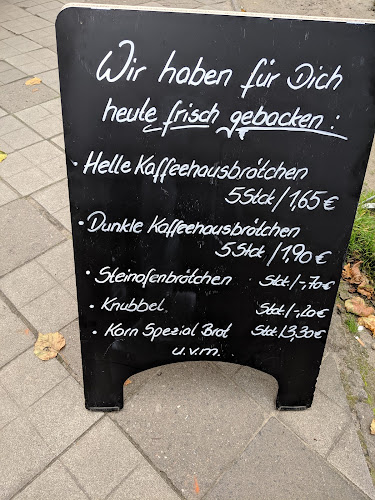 Wir haben für Dich
heute frisch gebacken:
• Helle Kaffeehausbrötchen
5 Stck / 1,65 €
• Dunkle Kaffeehausbrötchen
5 Stck / 1,90 €
• Steinofenbrötchen Stck / -,70 €
• Knubbel Stck / -,20 €
• Korn Spezial Brot Stck / 3,30 €
u.v.m.